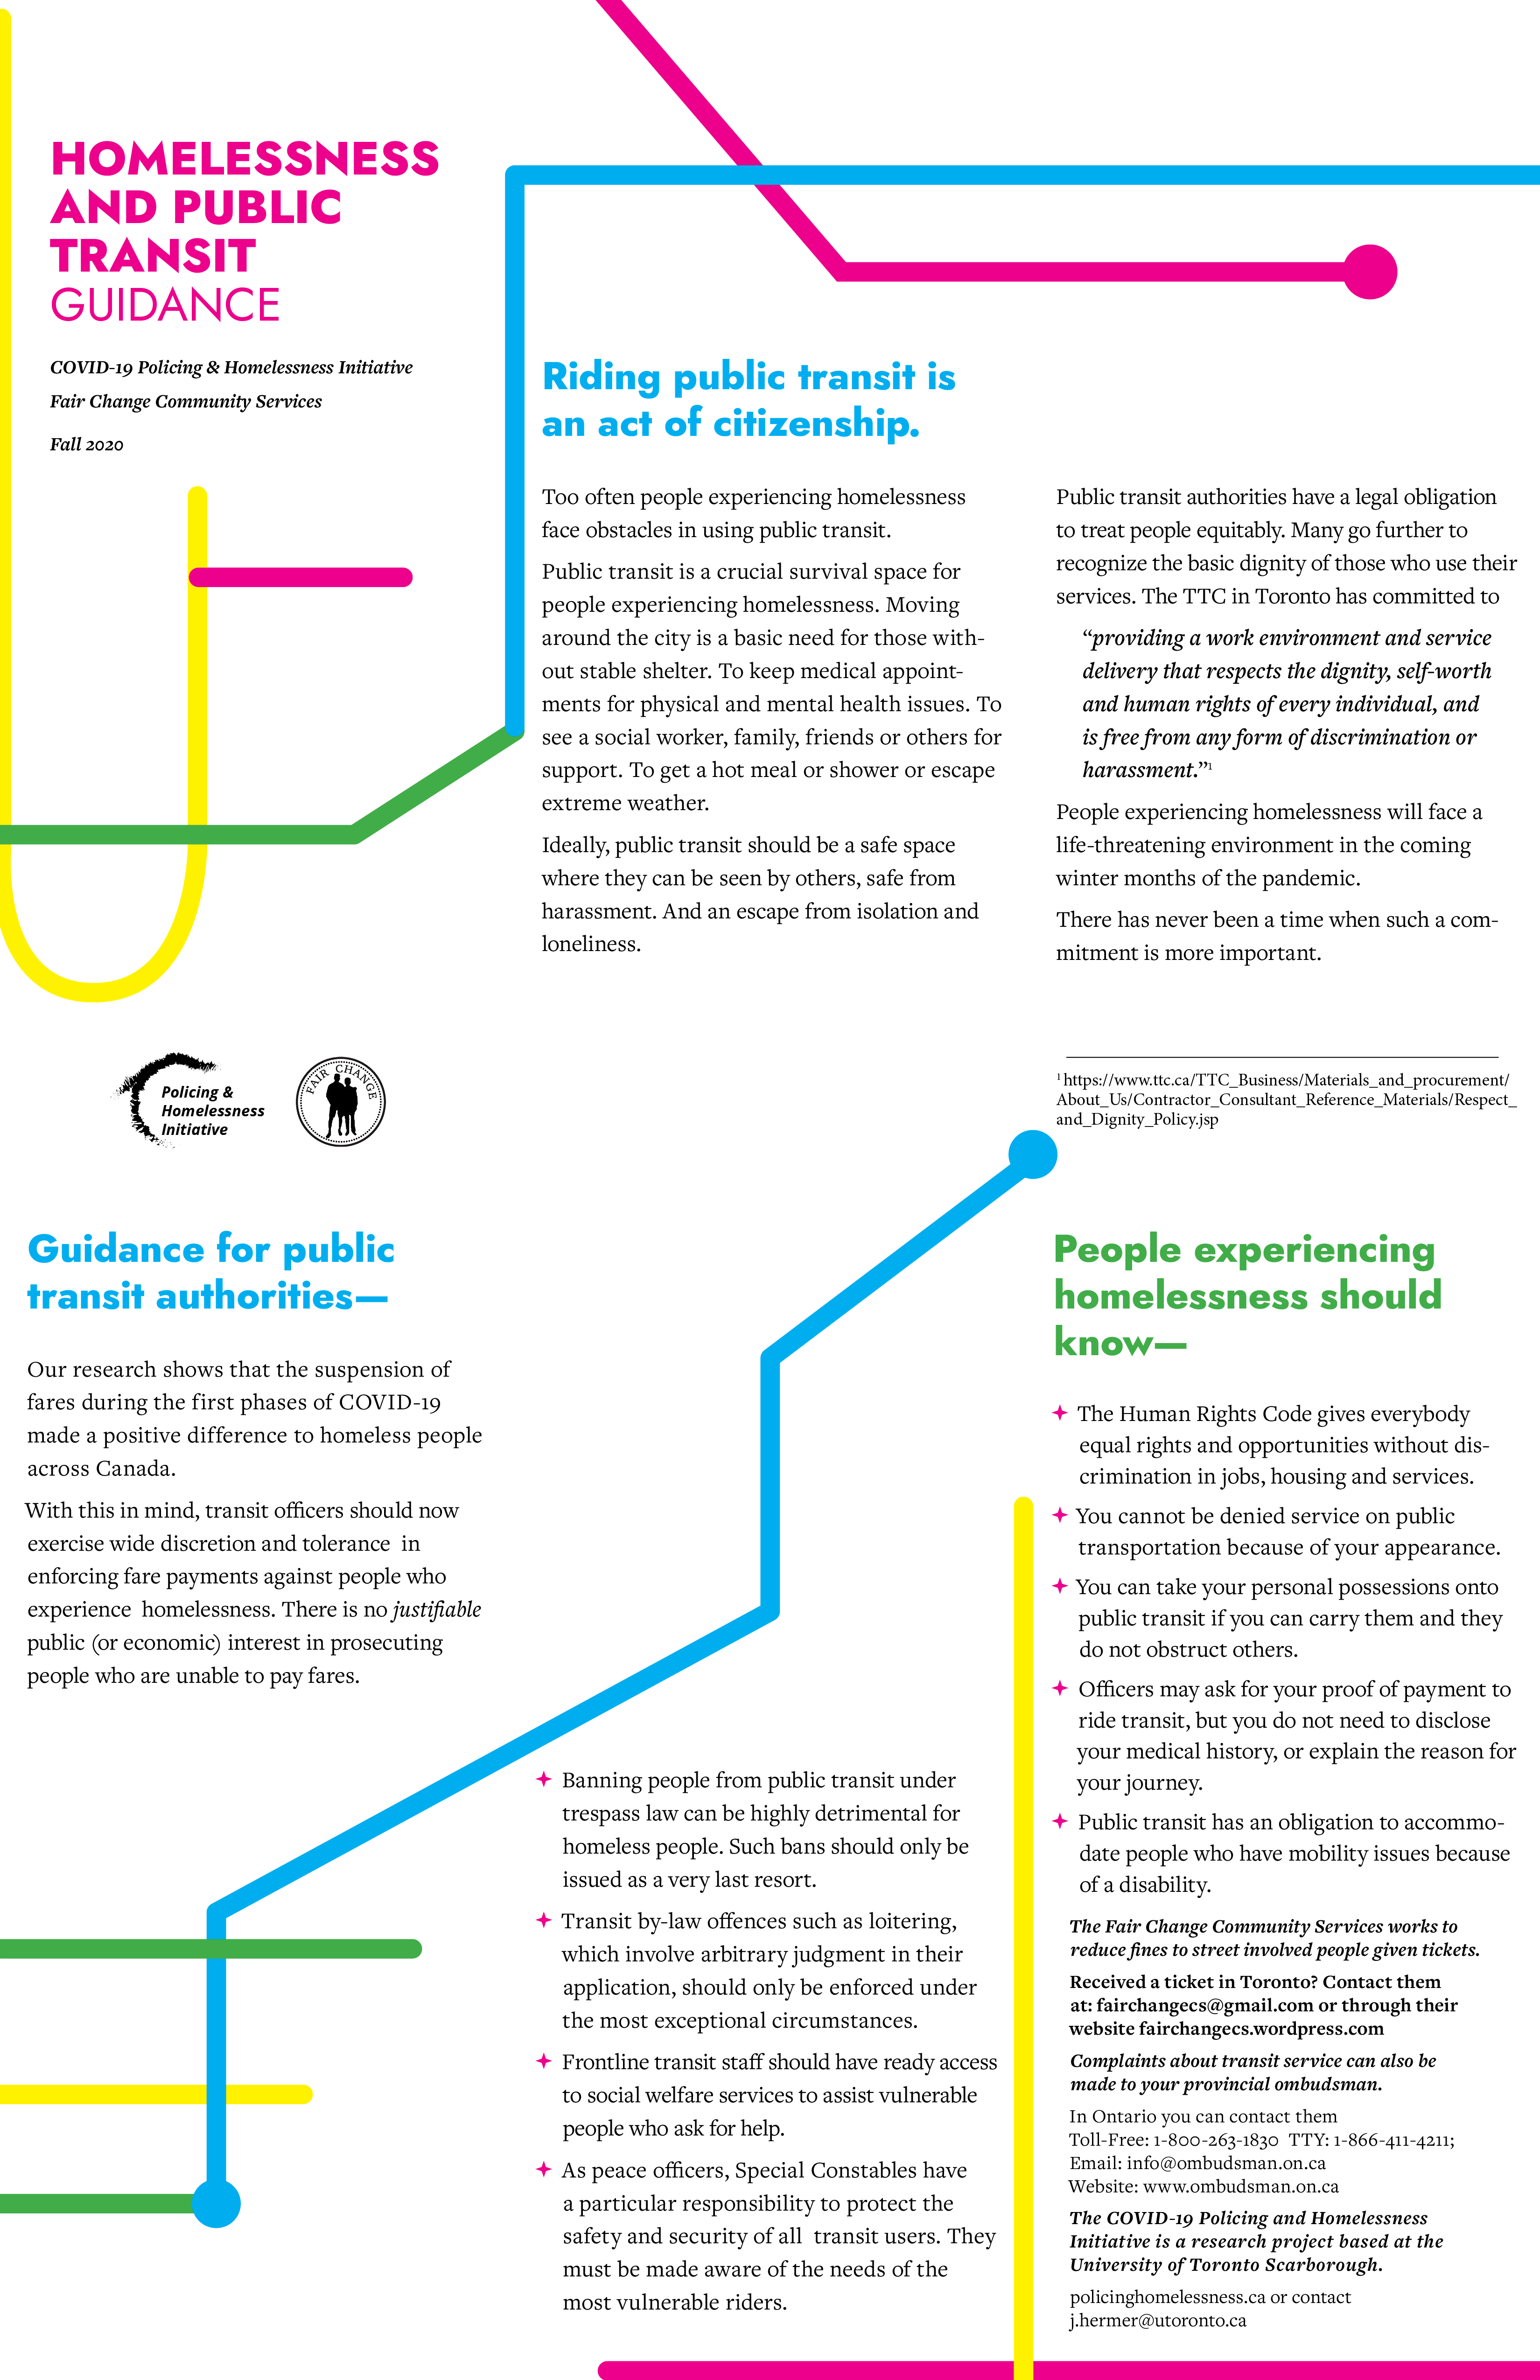 HOMELESSNESS
AND PUBLIC
TRANSIT
GUIDANCE
COVID-19 Policing & Homelessness Initiative
Fair Change Community Services
Fall 2020
Policing &
Homelessness
Initiative
FAIR CHANGE
Riding public transit is
an act of citizenship.
Too often people experiencing homelessness
face obstacles in using public transit.
Public transit is a crucial survival space for
people experiencing homelessness. Moving
around the city is a basic need for those with-
out stable shelter. To keep medical appoint-
ments for physical and mental health issues. To
see a social worker, family, friends or others for
support. To get a hot meal or shower or escape
extreme weather.
Ideally, public transit should be a safe space
where they can be seen by others, safe from
harassment. And an escape from isolation and
loneliness.
Public transit authorities have a legal obligation
to treat people equitably. Many go further to
recognize the basic dignity of those who use their
services. The TTC in Toronto has committed to
“providing a work environment and service
delivery that respects the dignity, self-worth
and human rights of every individual, and
is free from any form of discrimination or
harassment.”1
People experiencing homelessness will face a
life-threatening environment in the coming
winter months of the pandemic.
There has never been a time when such a com-
mitment is more important.
1 https://www.ttc.ca/TTC_Business/Materials_and_procurement/
About_Us/Contractor_Consultant_Reference_Materials/Respect_
and_Dignity_Policy.jsp
Guidance for public
transit authorities—
Our research shows that the suspension of
fares during the first phases of COVID-19
made a positive difference to homeless people
across Canada.
With this in mind, transit officers should now
exercise wide discretion and tolerance in
enforcing fare payments against people who
experience homelessness. There is no justifiable
public (or economic) interest in prosecuting
people who are unable to pay fares.
Banning people from public transit under
trespass law can be highly detrimental for
homeless people. Such bans should only be
issued as a very last resort.
Transit by-law offences such as loitering,
which involve arbitrary judgment in their
application, should only be enforced under
the most exceptional circumstances.
Frontline transit staff should have ready access
to social welfare services to assist vulnerable
people who ask for help.
As peace officers, Special Constables have
a particular responsibility to protect the
safety and security of all transit users. They
must be made aware of the needs of the
most vulnerable riders.
People experiencing
homelessness should
know—
The Human Rights Code gives everybody
equal rights and opportunities without dis-
crimination in jobs, housing and services.
You cannot be denied service on public
transportation because of your appearance.
You can take your personal possessions onto
public transit if you can carry them and they
do not obstruct others.
Officers may ask for your proof of payment to
ride transit, but you do not need to disclose
your medical history, or explain the reason for
your journey.
Public transit has an obligation to accommo-
date people who have mobility issues because
of a disability.
The Fair Change Community Services works to
reduce fines to street involved people given tickets.
Received a ticket in Toronto? Contact them
at: fairchangecs@gmail.com or through their
website fairchangecs.wordpress.com
Complaints about transit service can also be
made to your provincial ombudsman.
In Ontario you can contact them
Toll-Free: 1-800-263-1830 TTY: 1-866-411-4211;
Email: info@ombudsman.on.ca
Website: www.ombudsman.on.ca
The COVID-19 Policing and Homelessness
Initiative is a research project based at the
University of Toronto Scarborough.
policinghomelessness.ca or contact
j.hermer@utoronto.ca